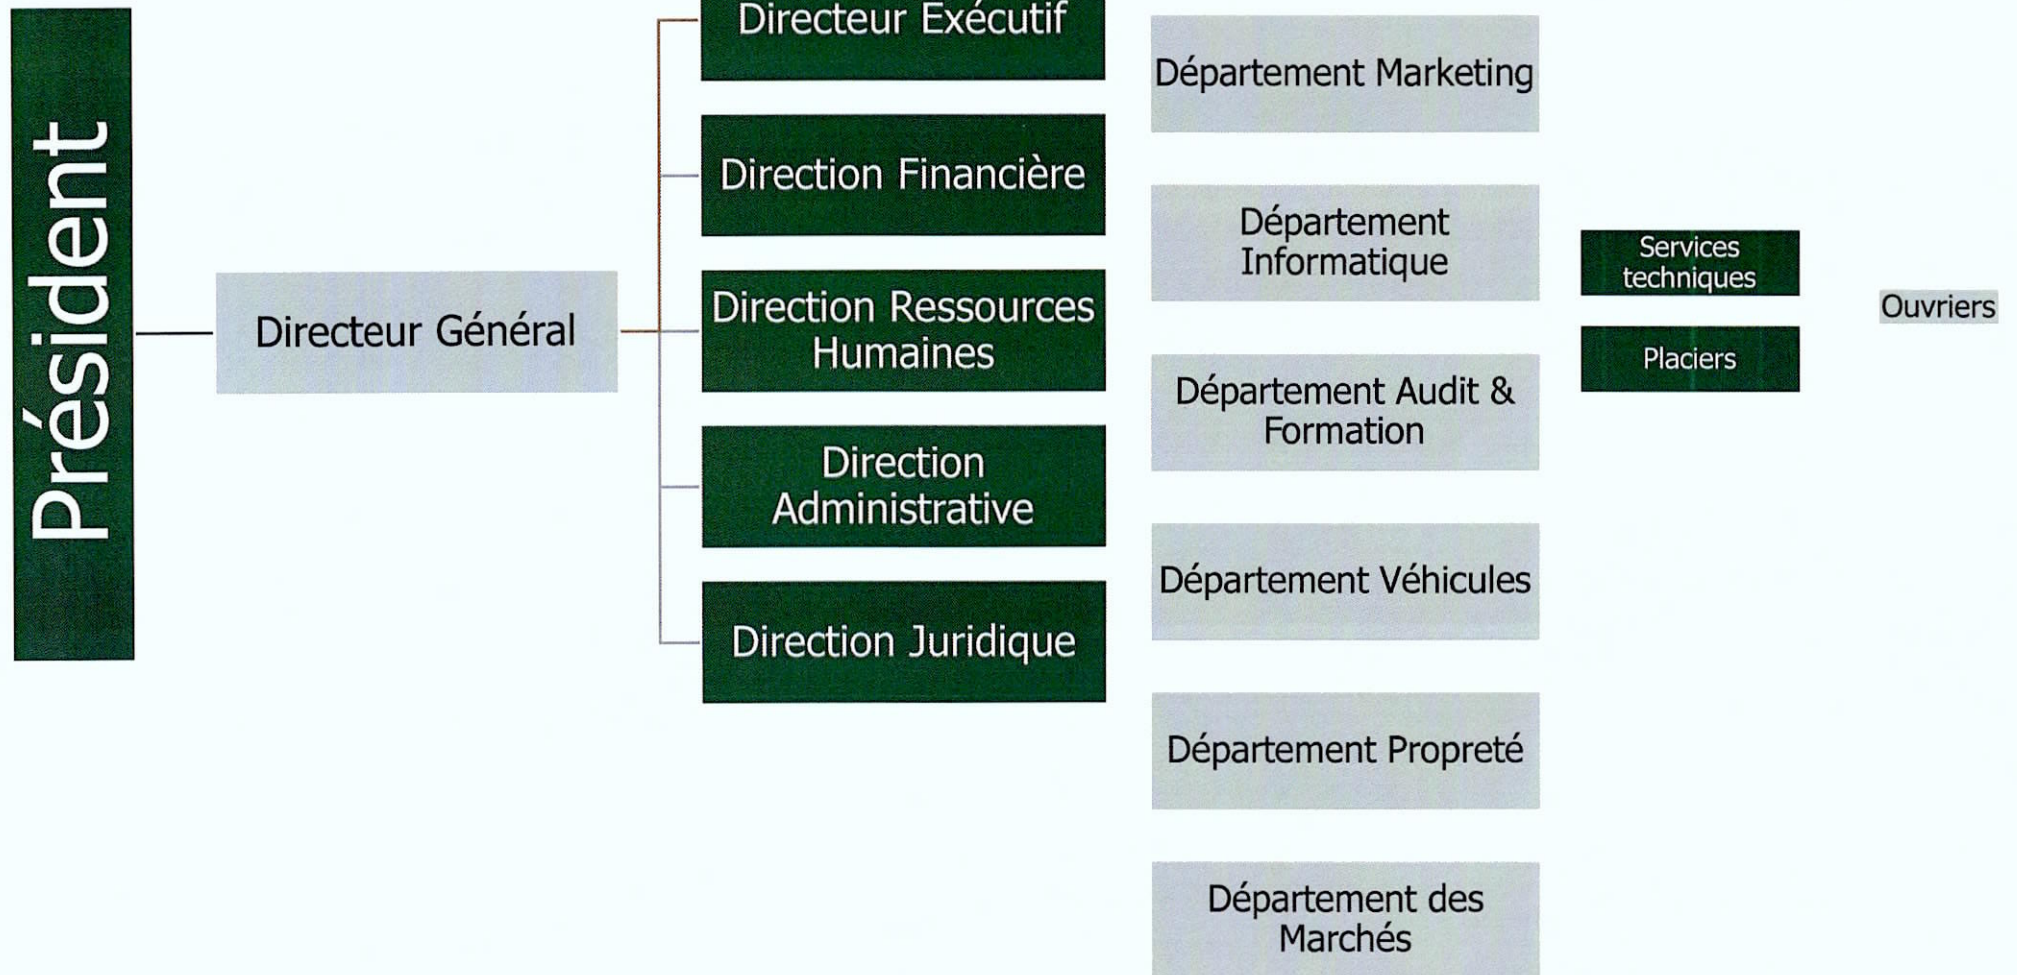 Président
Directeur Général
Directeur Exécutif
Direction Financière
Direction Ressources
Humaines
Direction
Administrative
Direction Juridique
Département Marketing
Département
Informatique
Département Audit &
Formation
Département Véhicules
Département Propreté
Département des
Marchés
Services
techniques
Placiers
Ouvriers